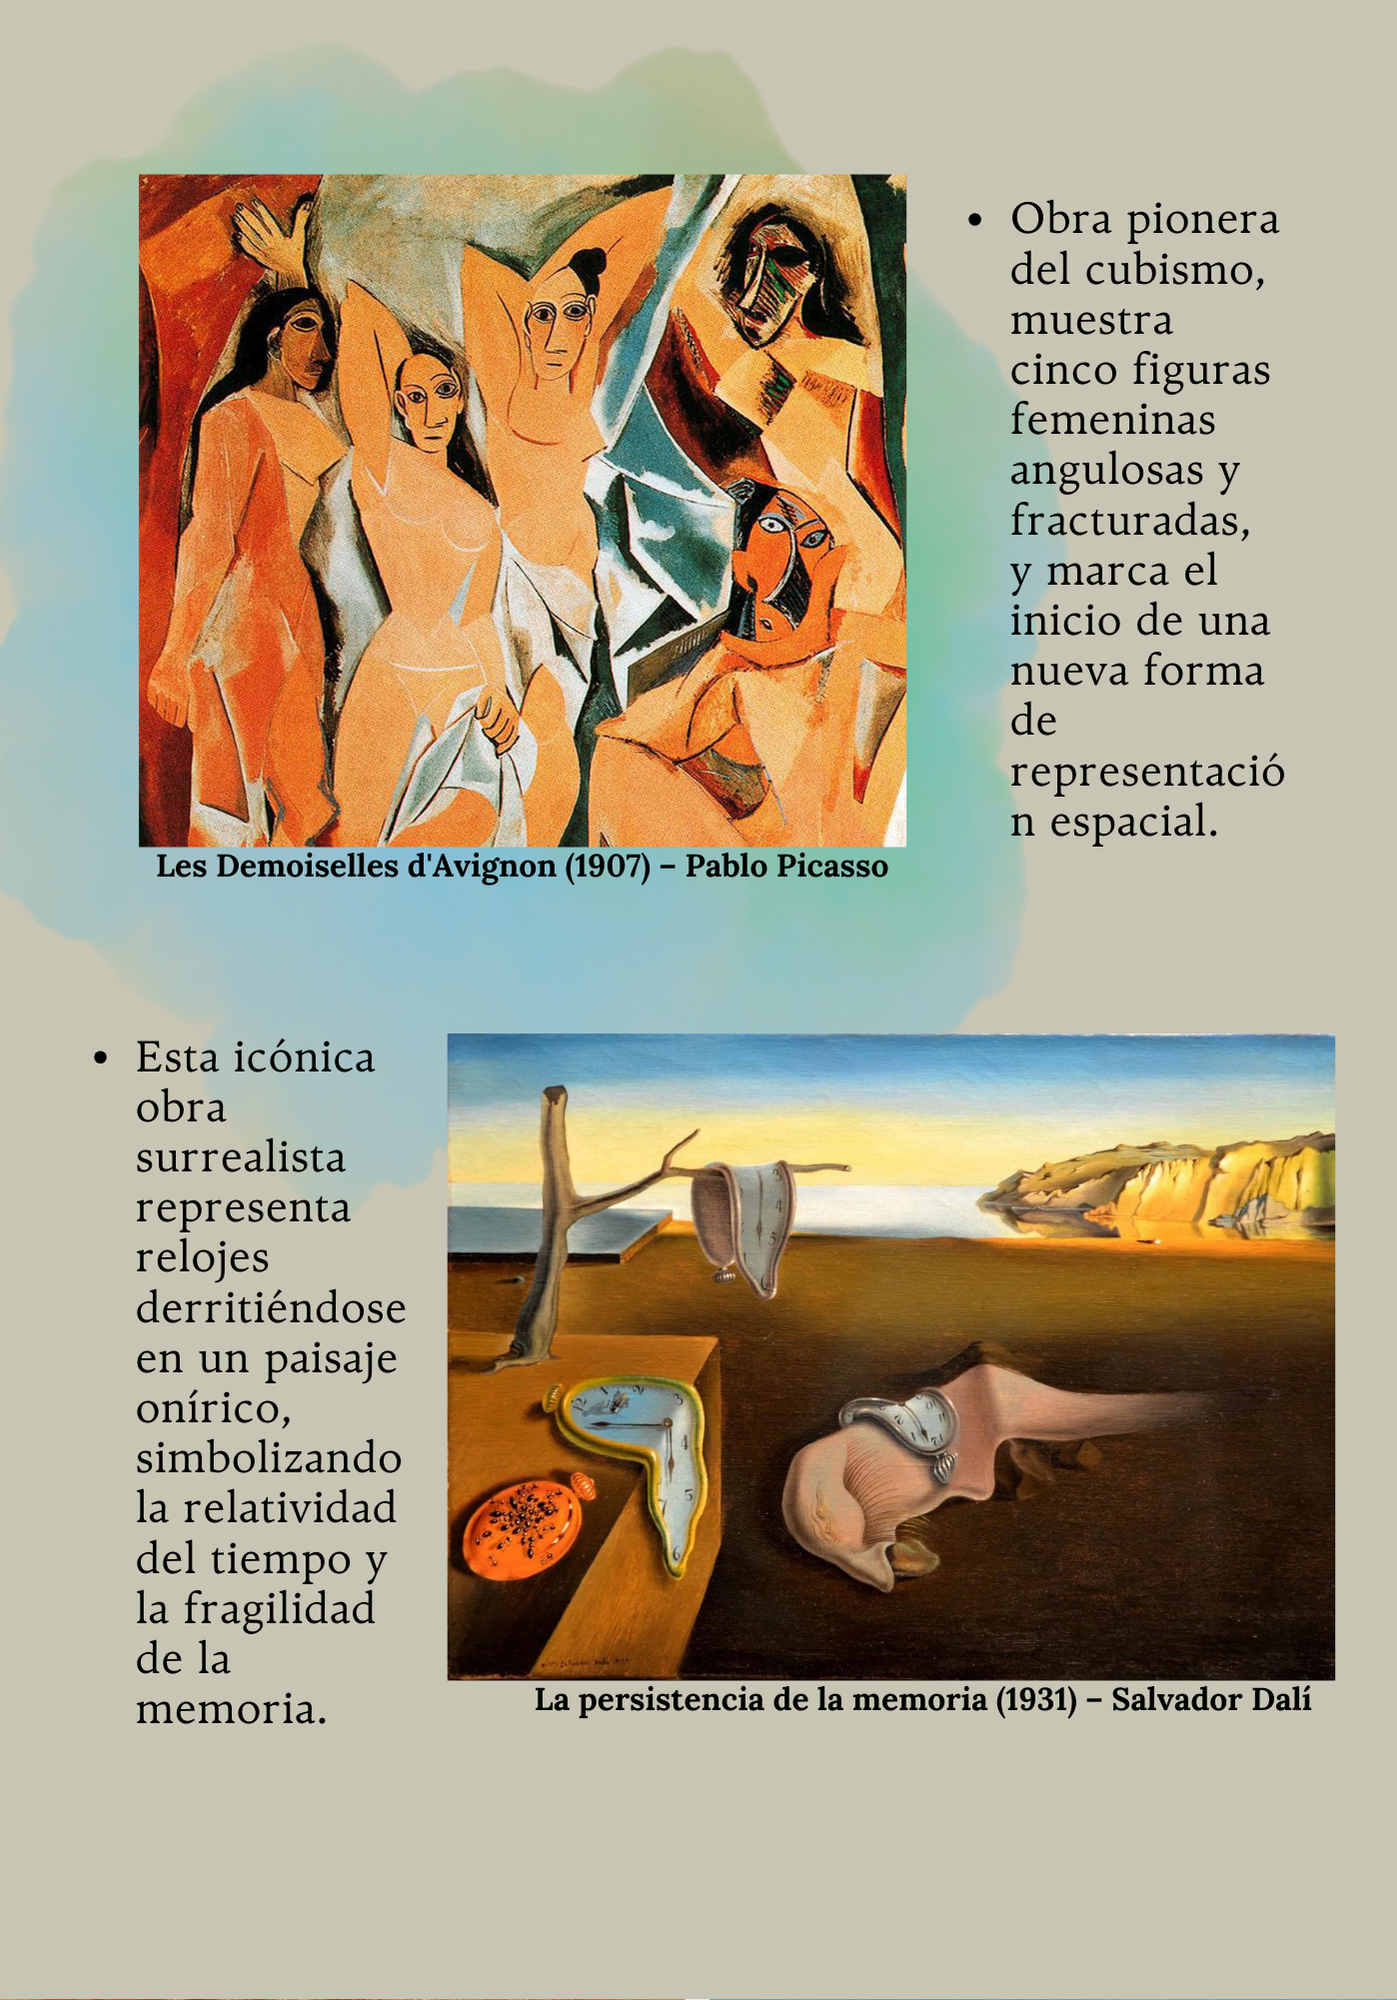 • Obra pionera
del cubismo,
muestra
cinco figuras
femeninas
angulosas y
fracturadas,
y marca el
inicio de una
nueva forma
de
representació
n espacial.
Les Demoiselles d'Avignon (1907) – Pablo Picasso
• Esta icónica
obra
surrealista
representa
relojes
derritiéndose
en un paisaje
onírico,
simbolizando
la relatividad
del tiempo y
la fragilidad
de la
memoria.
La persistencia de la memoria (1931) – Salvador Dalí